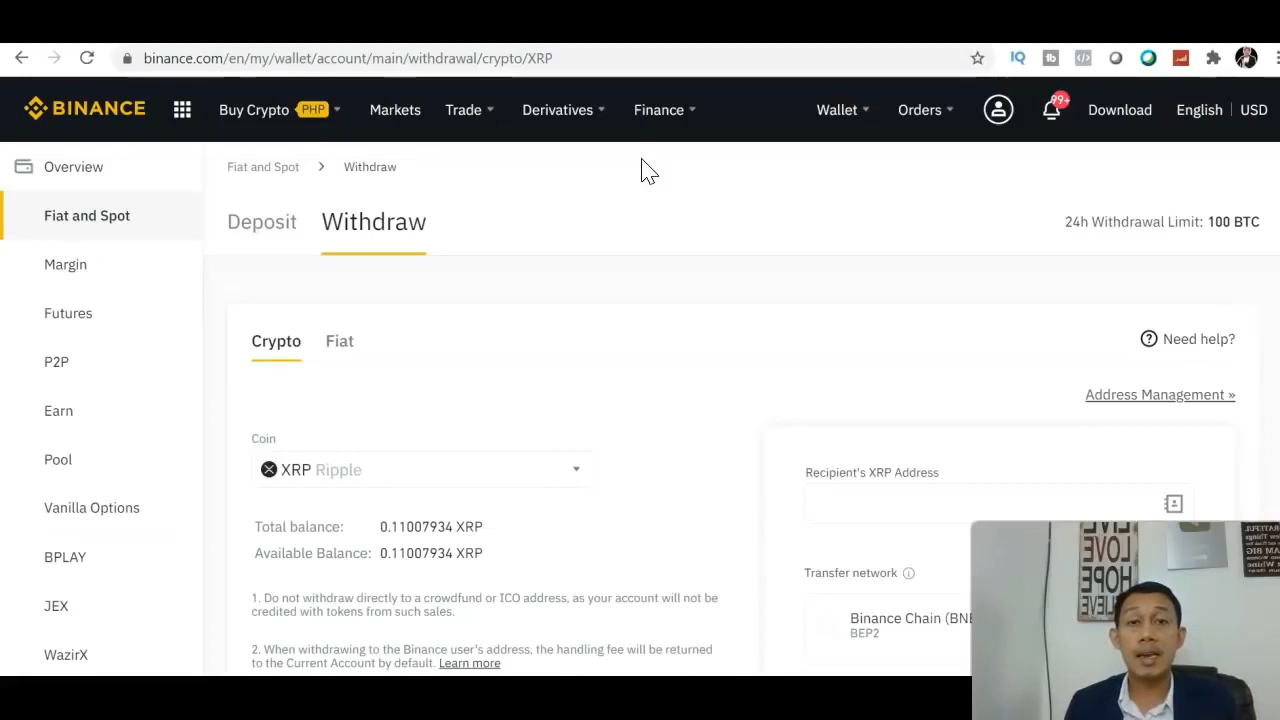 binance.com/en/my/wallet/account/main/withdrawal/crypto/XRP
BINANCE
Buy Crypto PHP Markets Trade Derivatives Finance Wallet Orders 99+ Download English USD
Overview
Fiat and Spot
Margin
Futures
P2P
Earn
Pool
Vanilla Options
BPLAY
JEX
WazirX
Fiat and Spot > Withdraw
Deposit Withdraw
24h Withdrawal Limit: 100 BTC
Crypto Fiat
Need help?
Address Management »
Coin
XRP Ripple
Total balance: 0.11007934 XRP
Available Balance: 0.11007934 XRP
1. Do not withdraw directly to a crowdfund or ICO address, as your account will not be
credited with tokens from such sales.
2. When withdrawing to the Binance user's address, the handling fee will be returned
to the Current Account by default. Learn more
Recipient's XRP Address
Transfer network
Binance Chain (BNB
BEP2
LOVE
HOPE